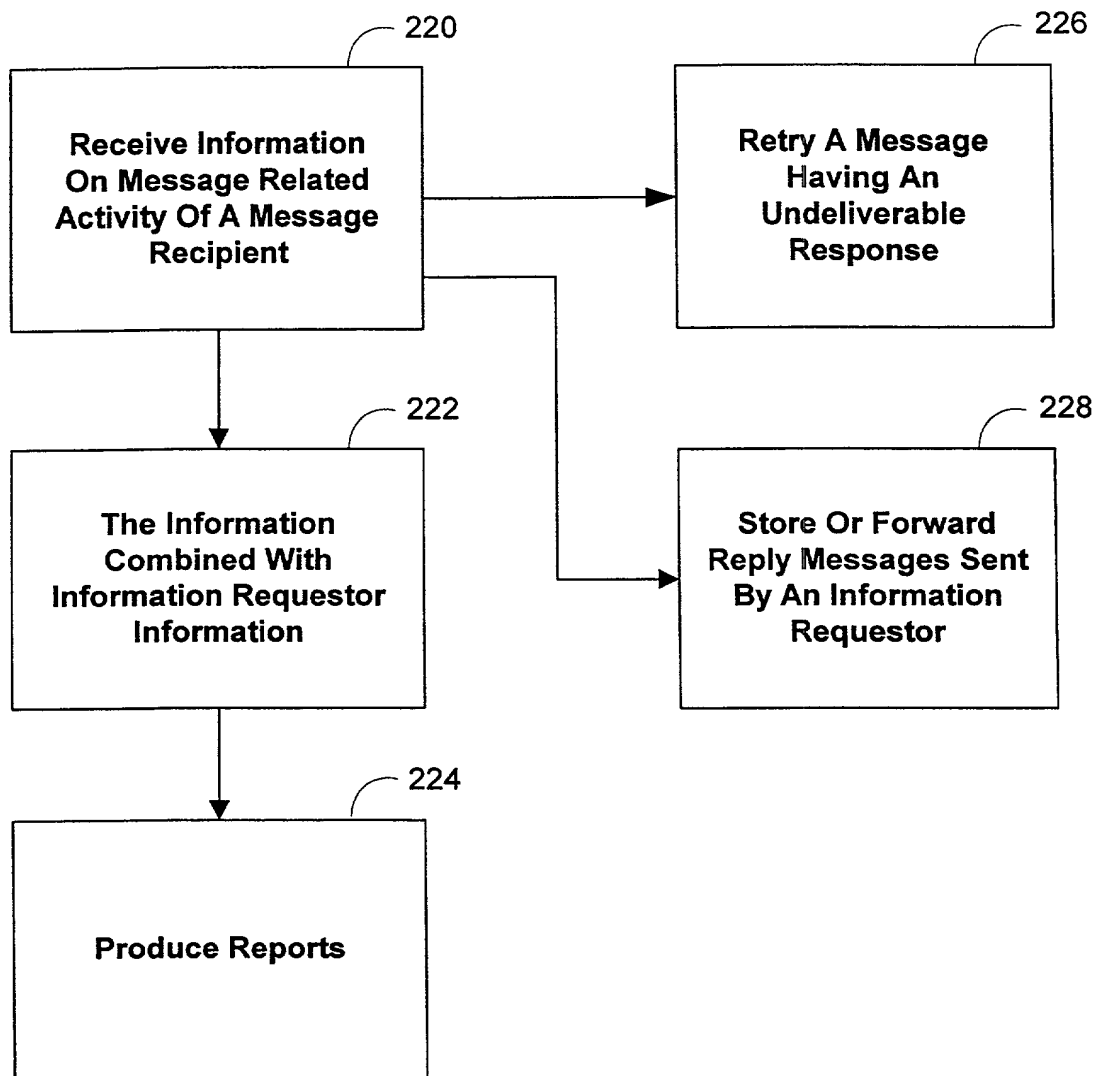 220
Receive Information
On Message Related
Activity Of A Message
Recipient
226
Retry A Message
Having An
Undeliverable
Response
222
The Information
Combined With
Information Requestor
Information
228
Store Or Forward
Reply Messages Sent
By An Information
Requestor
224
Produce Reports